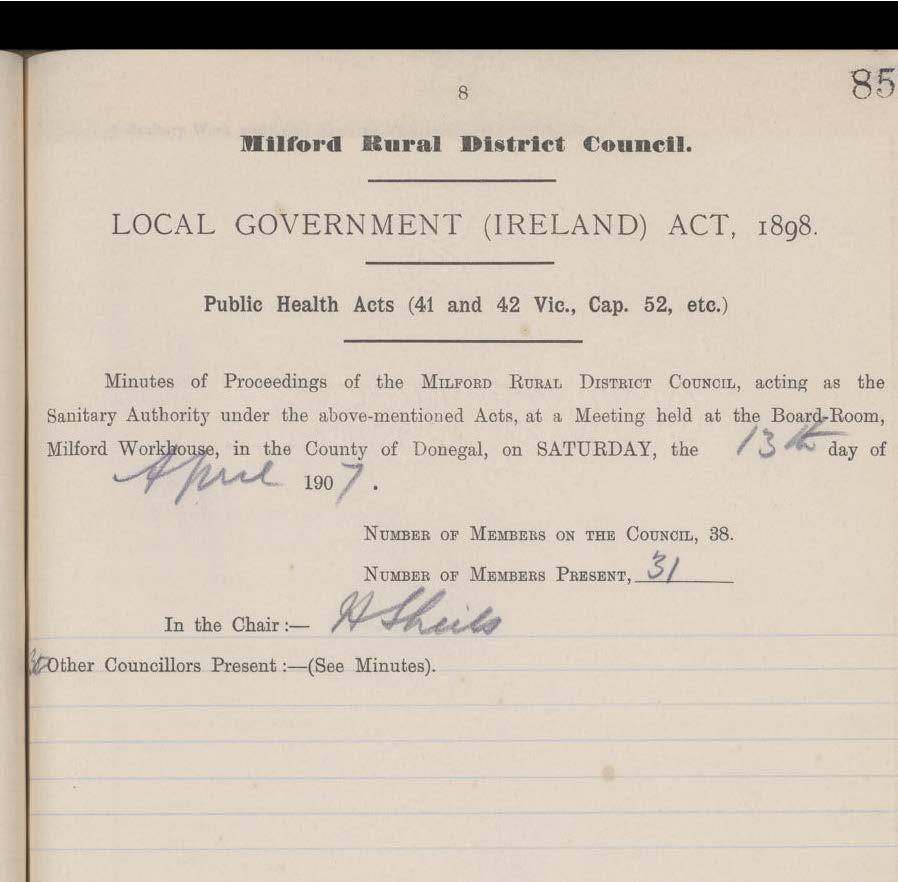 8
85
Milford Rural District Council.
LOCAL GOVERNMENT (IRELAND) ACT, 1898.
Public Health Acts (41 and 42 Vic., Cap. 52, etc.)
Minutes of Proceedings of the Milford Rural District Council, acting as the
Sanitary Authority under the above-mentioned Acts, at a Meeting held at the Board-Room,
Milford Workhouse, in the County of Donegal, on SATURDAY, the 13th day of
April 1907.
Number of Members on the Council, 38.
Number of Members Present, 31
In the Chair:— H Sheils
30 Other Councillors Present:—(See Minutes).